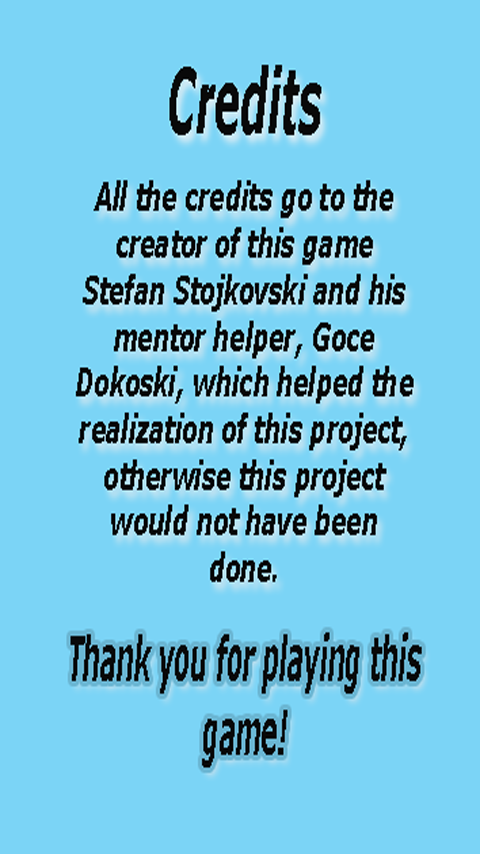 Credits
All the credits go to the
creator of this game
Stefan Stojkovski and his
mentor helper, Goce
Dokoski, which helped the
realization of this project,
otherwise this project
would not have been
done.
Thank you for playing this
game!